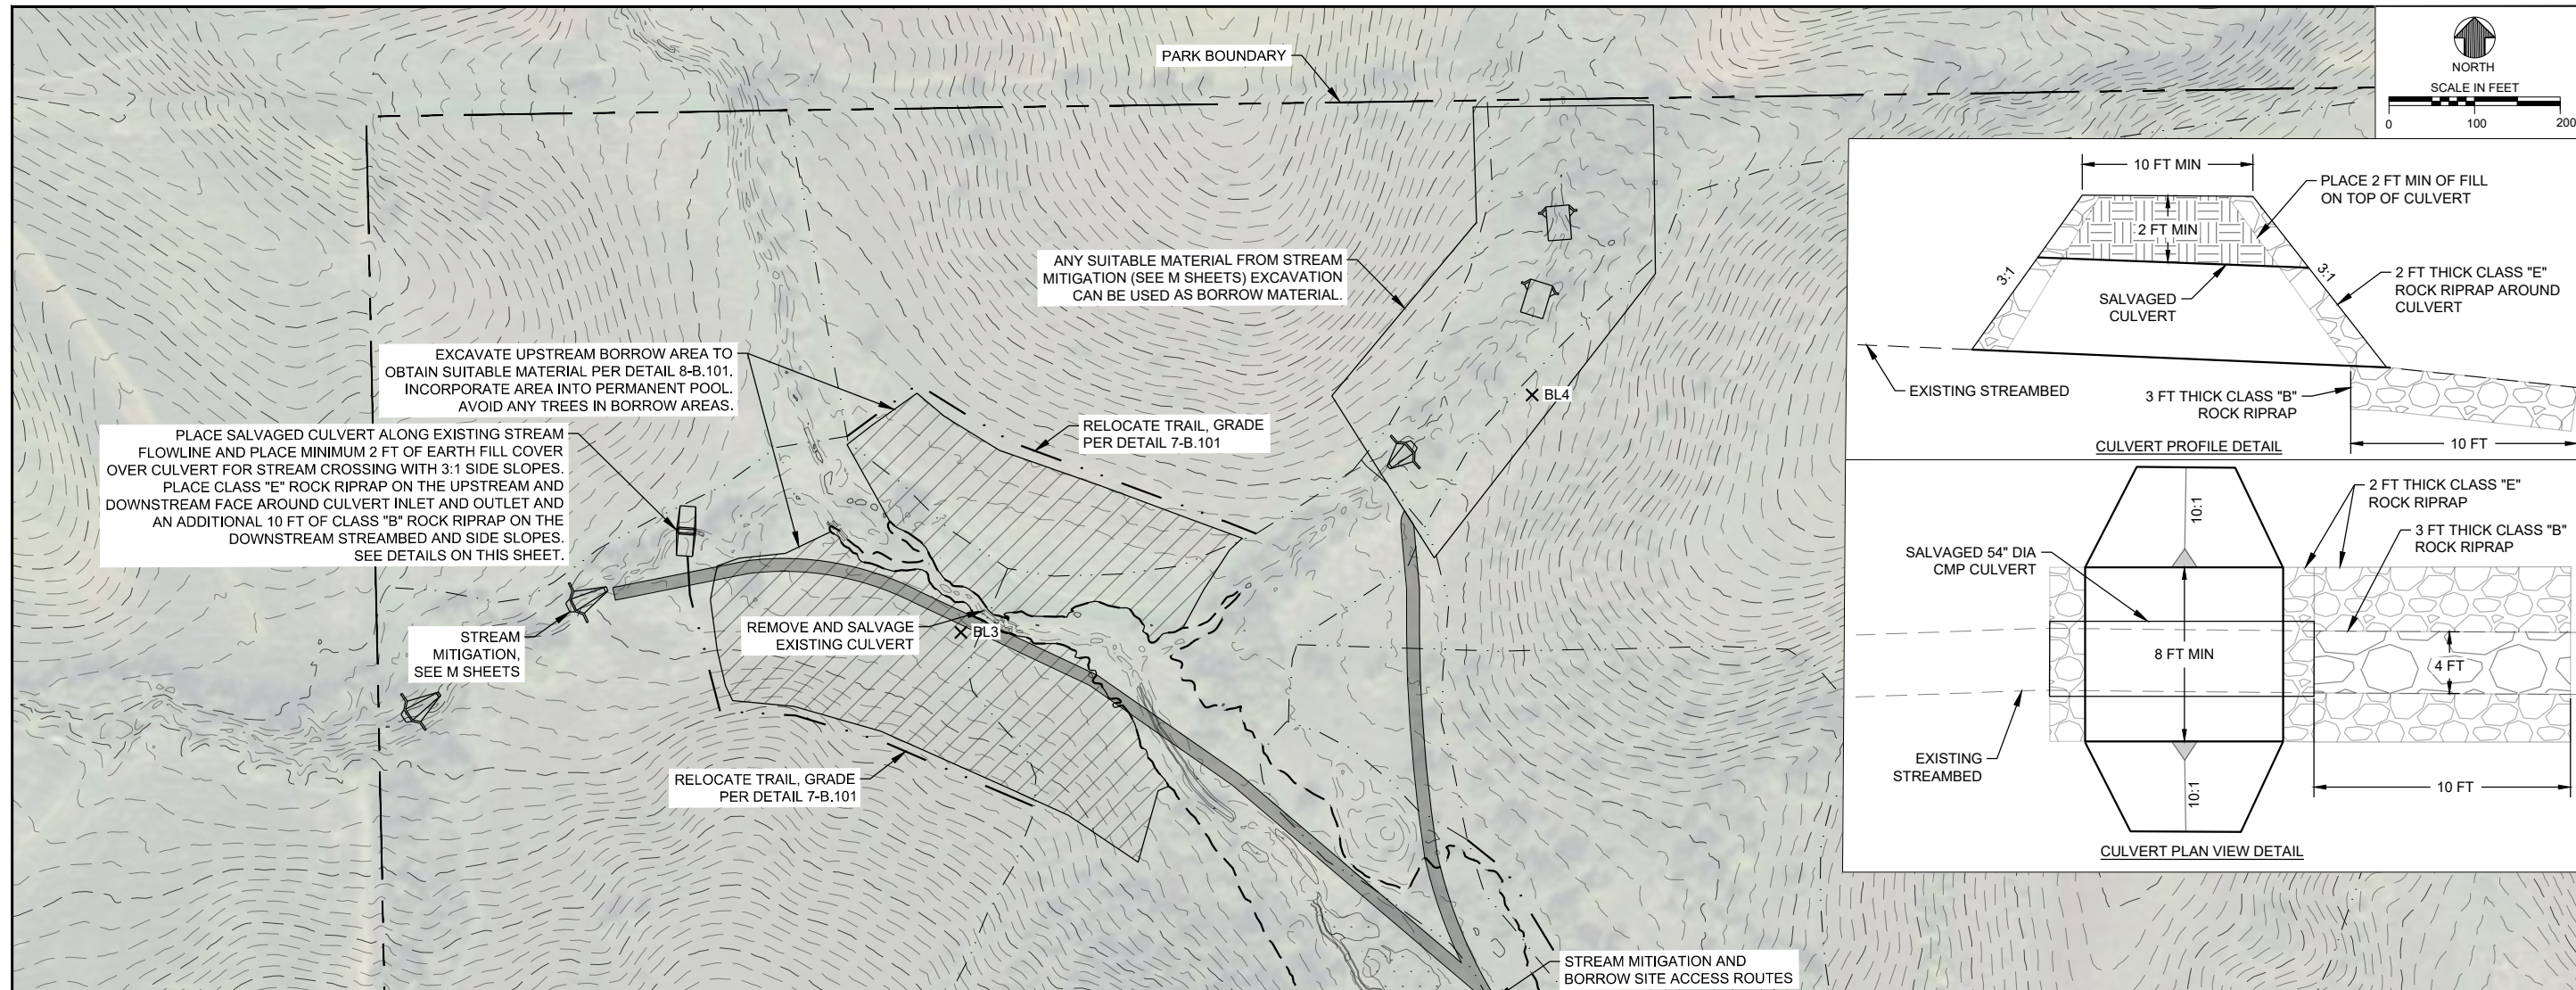 PARK BOUNDARY
NORTH
SCALE IN FEET
0 100 200
ANY SUITABLE MATERIAL FROM STREAM
MITIGATION (SEE M SHEETS) EXCAVATION
CAN BE USED AS BORROW MATERIAL.
EXCAVATE UPSTREAM BORROW AREA TO
OBTAIN SUITABLE MATERIAL PER DETAIL 8-B.101.
INCORPORATE AREA INTO PERMANENT POOL.
AVOID ANY TREES IN BORROW AREAS.
PLACE SALVAGED CULVERT ALONG EXISTING STREAM
FLOWLINE AND PLACE MINIMUM 2 FT OF EARTH FILL COVER
OVER CULVERT FOR STREAM CROSSING WITH 3:1 SIDE SLOPES.
PLACE CLASS "E" ROCK RIPRAP ON THE UPSTREAM AND
DOWNSTREAM FACE AROUND CULVERT INLET AND OUTLET AND
AN ADDITIONAL 10 FT OF CLASS "B" ROCK RIPRAP ON THE
DOWNSTREAM STREAMBED AND SIDE SLOPES.
SEE DETAILS ON THIS SHEET.
RELOCATE TRAIL, GRADE
PER DETAIL 7-B.101
BL4
STREAM
MITIGATION,
SEE M SHEETS
REMOVE AND SALVAGE
EXISTING CULVERT
BL3
RELOCATE TRAIL, GRADE
PER DETAIL 7-B.101
STREAM MITIGATION AND
BORROW SITE ACCESS ROUTES
10 FT MIN
PLACE 2 FT MIN OF FILL
ON TOP OF CULVERT
2 FT MIN
3:1
3:1
SALVAGED
CULVERT
2 FT THICK CLASS "E"
ROCK RIPRAP AROUND
CULVERT
EXISTING STREAMBED
3 FT THICK CLASS "B"
ROCK RIPRAP
10 FT
CULVERT PROFILE DETAIL
2 FT THICK CLASS "E"
ROCK RIPRAP
10:1
3 FT THICK CLASS "B"
ROCK RIPRAP
SALVAGED 54" DIA
CMP CULVERT
8 FT MIN
4 FT
EXISTING
STREAMBED
10:1
10 FT
CULVERT PLAN VIEW DETAIL